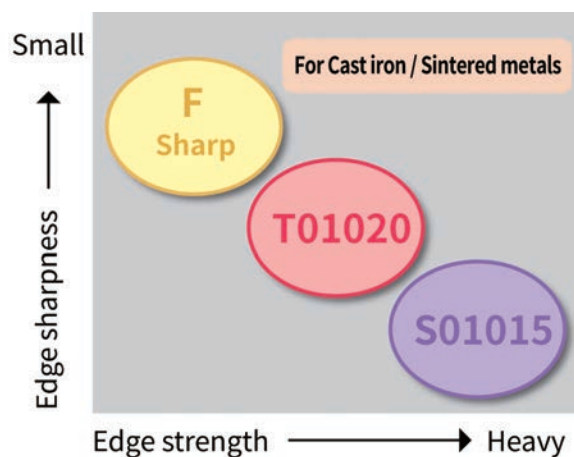 Small
For Cast iron / Sintered metals
F
Sharp
T01020
S01015
Edge sharpness
Edge strength
Heavy